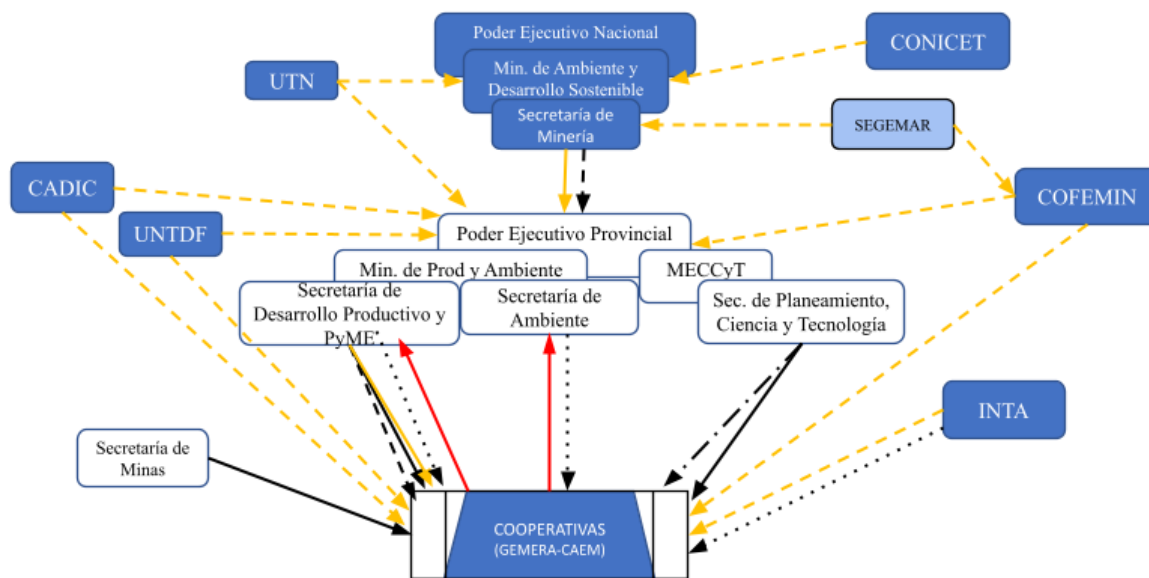 Poder Ejecutivo Nacional
CONICET
Min. de Ambiente y
Desarrollo Sostenible
UTN
Secretaría de
Minería
SEGEMAR
CADIC
COFEMIN
UNTDF
Poder Ejecutivo Provincial
Min. de Prod y Ambiente
MECCyT
Secretaría de
Desarrollo Productivo y
PyME
Secretaría de
Ambiente
Sec. de Planeamiento,
Ciencia y Tecnología
INTA
Secretaría de
Minas
COOPERATIVAS
(GEMERA-CAEM)